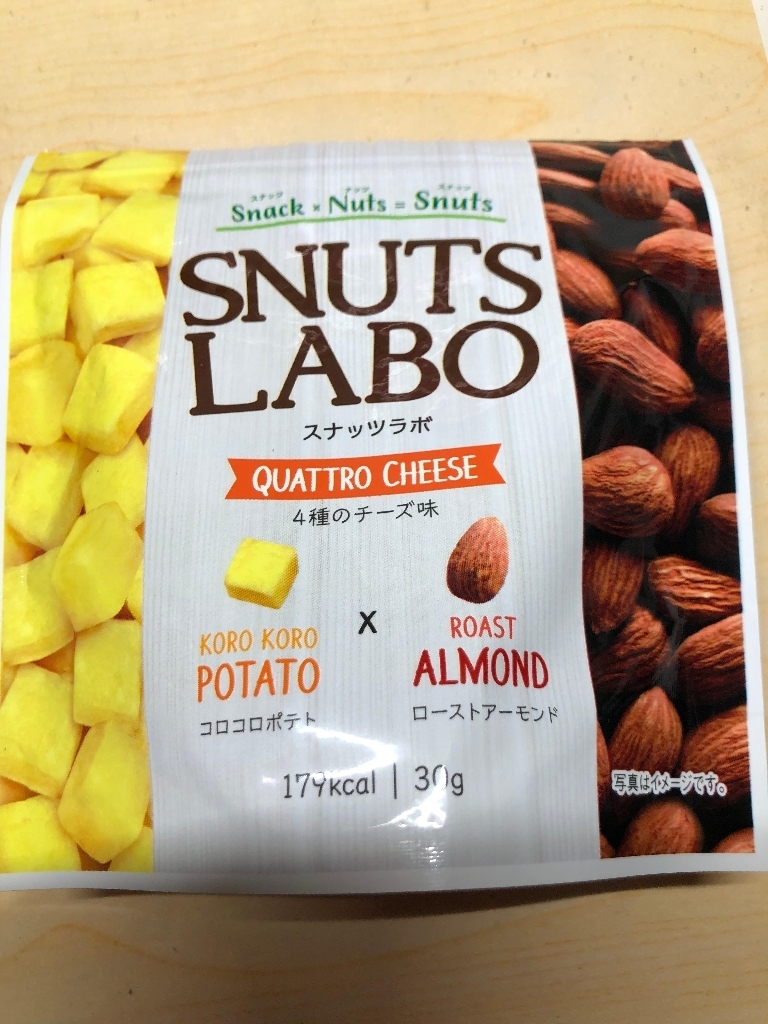 スナック ナッツ スナッツ
Snack × Nuts = Snuts
SNUTS
LABO
スナッツラボ
QUATTRO CHEESE
4種のチーズ味
KORO KORO
POTATO
コロコロポテト
x
ROAST
ALMOND
ローストアーモンド
179kcal | 30g
写真はイメージです。